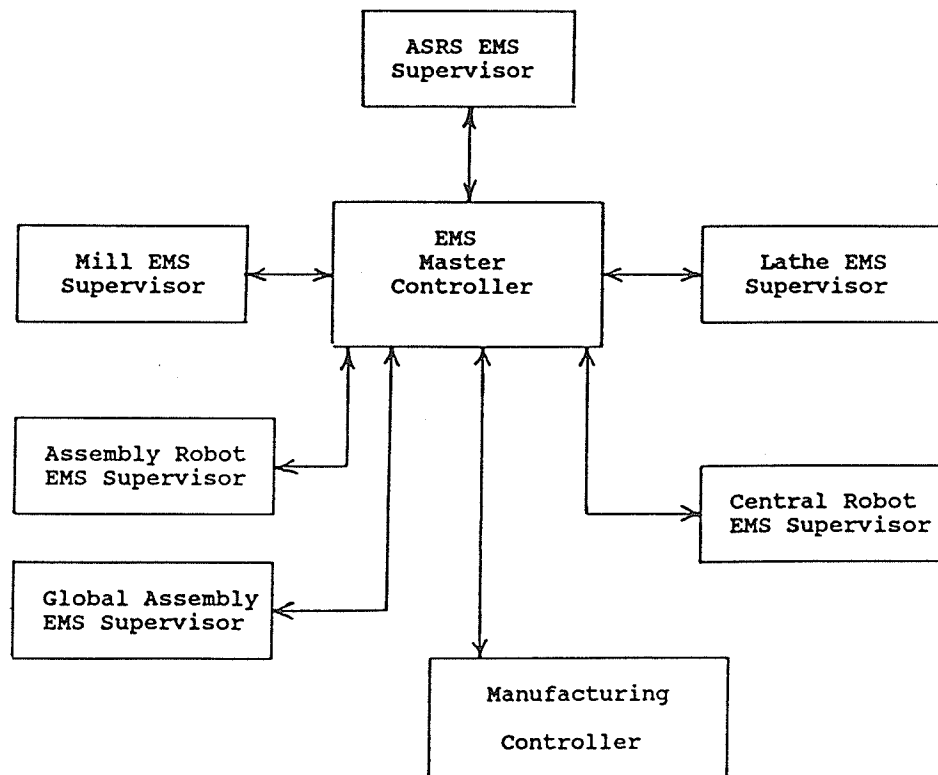 ASRS EMS
Supervisor
EMS
Master
Controller
Mill EMS
Supervisor
Lathe EMS
Supervisor
Assembly Robot
EMS Supervisor
Central Robot
EMS Supervisor
Global Assembly
EMS Supervisor
Manufacturing
Controller